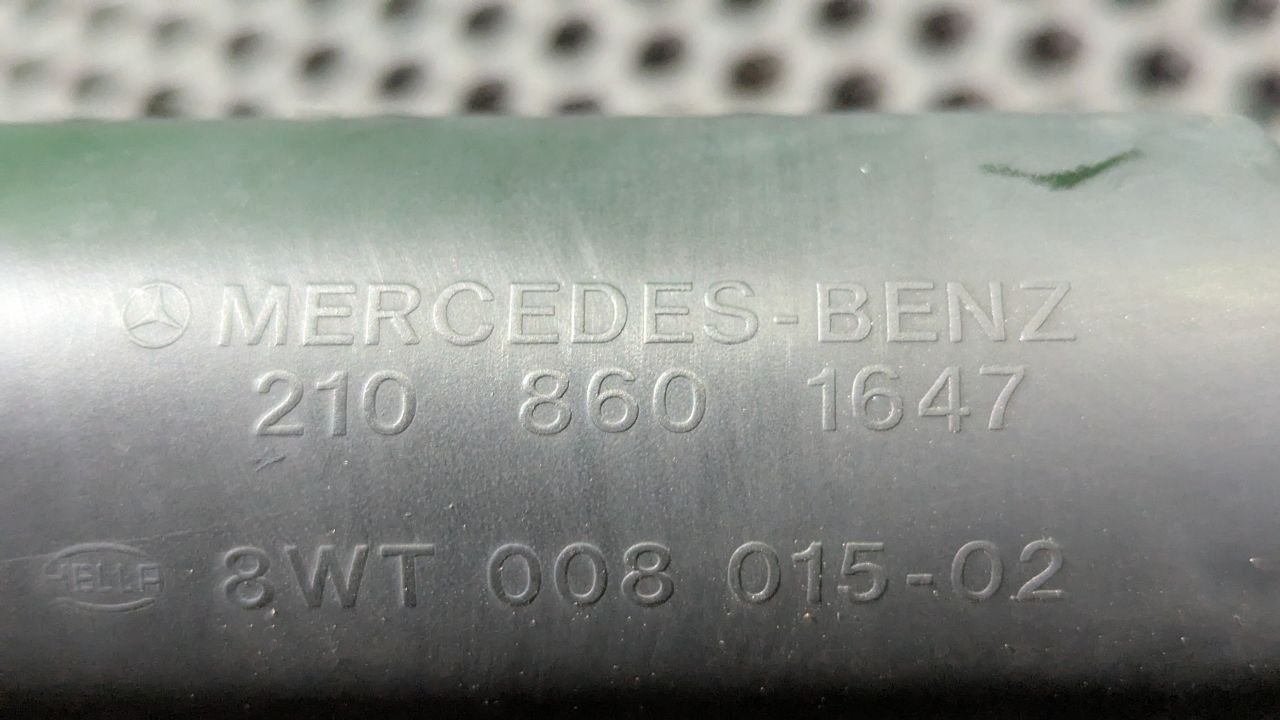 MERCEDES-BENZ
210 860 1647
HELLA 8WT 008 015-02